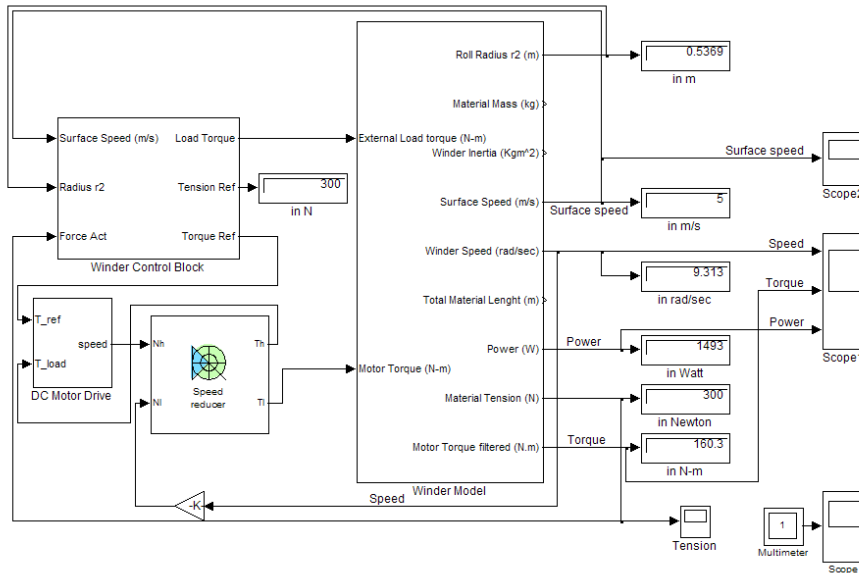 Roll Radius r2 (m)
0.5369
in m
Material Mass (kg)
Surface Speed (m/s)
Load Torque
External Load torque (N-m)
Winder Inertia (Kgm^2)
Surface speed
Scope2
Radius r2
Tension Ref
300
in N
Surface Speed (m/s)
Surface speed
5
in m/s
Force Act
Torque Ref
Winder Control Block
Winder Speed (rad/sec)
Speed
9.313
in rad/sec
Torque
Total Material Lenght (m)
T_ref
speed
T_load
DC Motor Drive
Nh
Th
Speed
reducer
Nl
Tl
Power (W)
Power
1493
in Watt
Power
Scope1
Motor Torque (N-m)
Material Tension (N)
300
in Newton
Motor Torque filtered (N.m)
Torque
160.3
in N-m
Winder Model
-K-
Speed
Tension
1
Multimeter
Scope